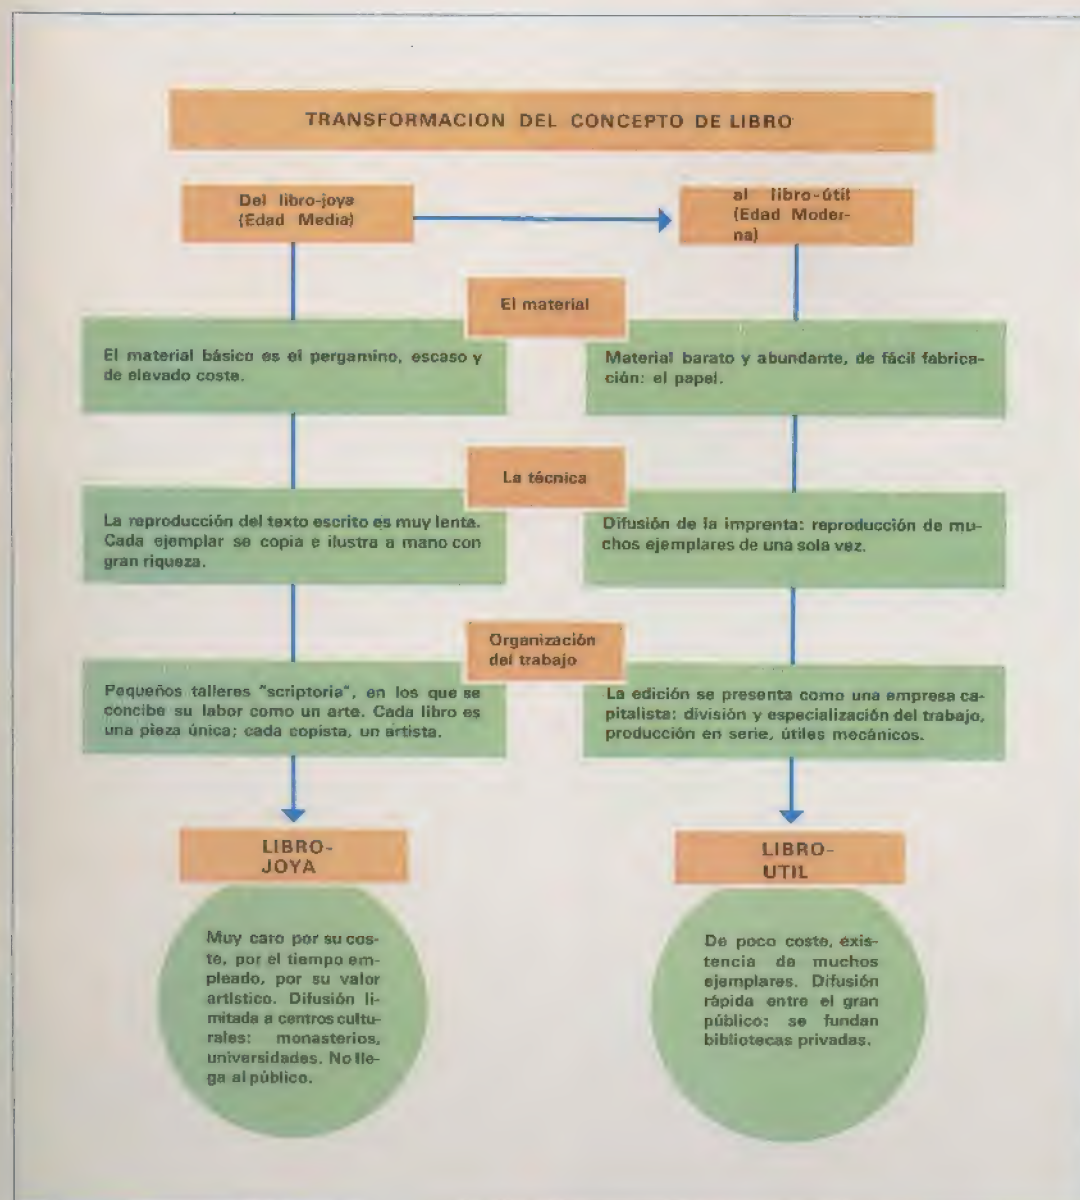 TRANSFORMACION DEL CONCEPTO DE LIBRO
Del libro-joya
(Edad Media)
al libro-útil
(Edad Moder-
na)
El material
El material básico es el pergamino, escaso y
de elevado coste.
Material barato y abundante, de fácil fabrica-
ción: el papel.
La técnica
La reproducción del texto escrito es muy lenta.
Cada ejemplar se copia e ilustra a mano con
gran riqueza.
Difusión de la imprenta: reproducción de mu-
chos ejemplares de una sola vez.
Organización
del trabajo
Pequeños talleres "scriptoria", en los que se
concibe su labor como un arte. Cada libro es
una pieza única; cada copista, un artista.
La edición se presenta como una empresa ca-
pitalista: división y especialización del trabajo,
producción en serie, útiles mecánicos.
LIBRO-
JOYA
Muy caro por su cos-
te, por el tiempo em-
pleado, por su valor
artístico. Difusión li-
mitada a centros cultu-
rales: monasterios,
universidades. No lle-
ga al público.
LIBRO-
UTIL
De poco coste, exis-
tencia de muchos
ejemplares. Difusión
rápida entre el gran
público: se fundan
bibliotecas privadas.